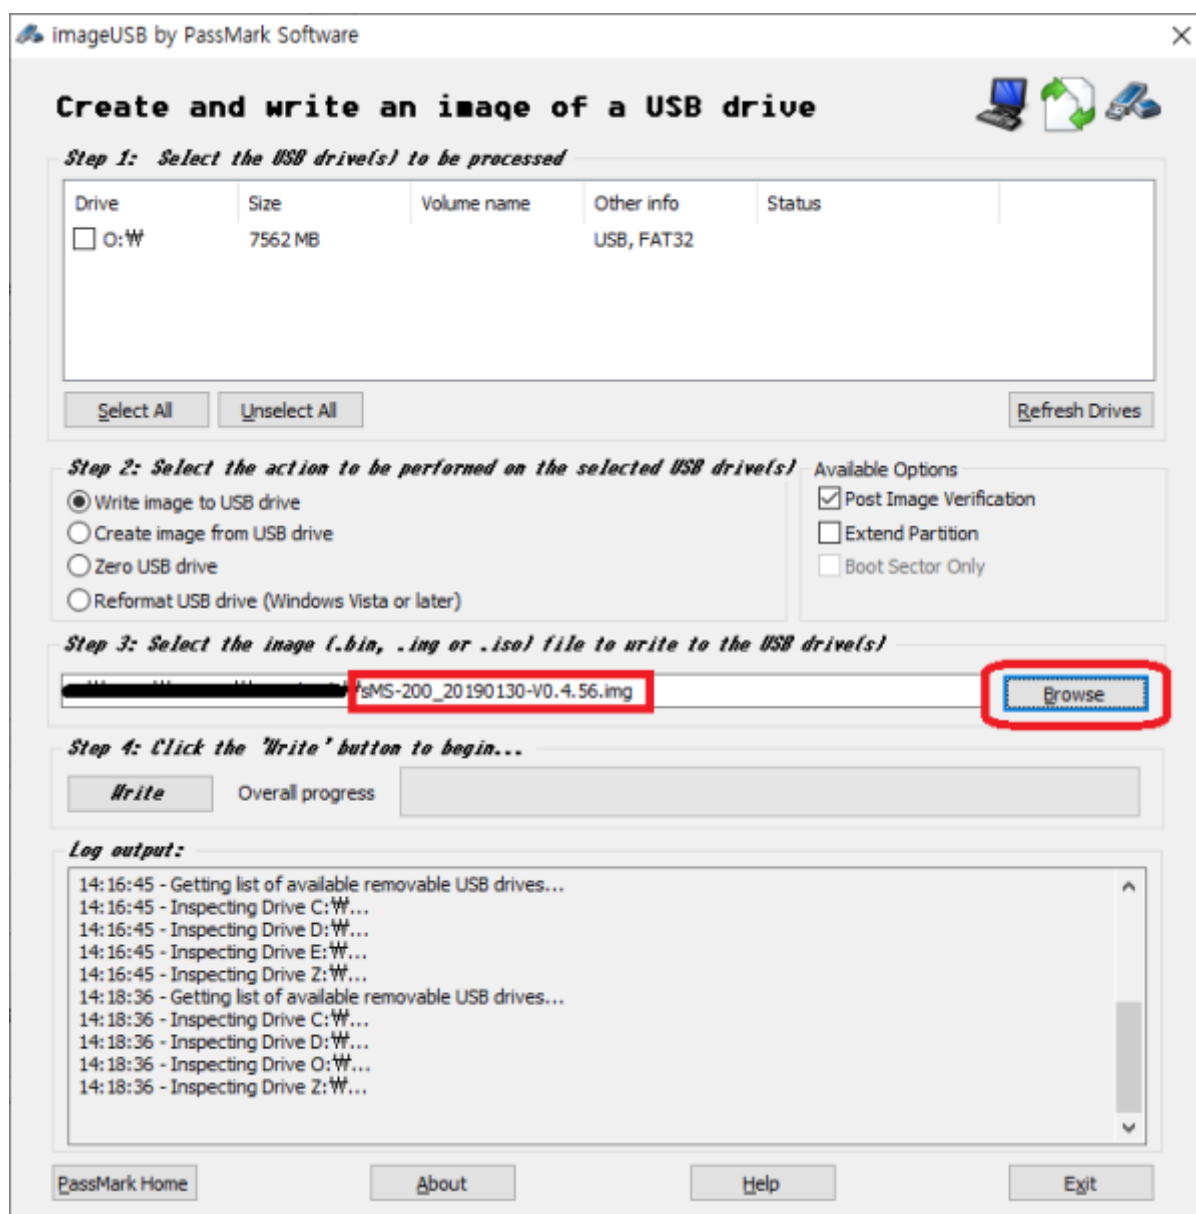 imageUSB by PassMark Software
Create and write an image of a USB drive
Step 1: Select the USB drive(s) to be processed
Drive Size Volume name Other info Status
O:₩ 7562 MB USB, FAT32
Select All Unselect All Refresh Drives
Step 2: Select the action to be performed on the selected USB drive(s) Available Options
Write image to USB drive Post Image Verification
Create image from USB drive Extend Partition
Zero USB drive Boot Sector Only
Reformat USB drive (Windows Vista or later)
Step 3: Select the image (.bin, .img or .iso) file to write to the USB drive(s)
₩sMS-200_20190130-V0.4.56.img Browse
Step 4: Click the 'Write' button to begin...
Write Overall progress
Log output:
14:16:45 - Getting list of available removable USB drives...
14:16:45 - Inspecting Drive C:₩...
14:16:45 - Inspecting Drive D:₩...
14:16:45 - Inspecting Drive E:₩...
14:16:45 - Inspecting Drive Z:₩...
14:18:36 - Getting list of available removable USB drives...
14:18:36 - Inspecting Drive C:₩...
14:18:36 - Inspecting Drive D:₩...
14:18:36 - Inspecting Drive O:₩...
14:18:36 - Inspecting Drive Z:₩...
PassMark Home About Help Exit